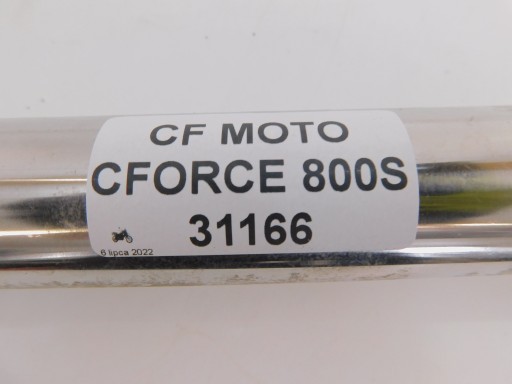 CF MOTO
CFORCE 800S
31166
6 lipca 2022